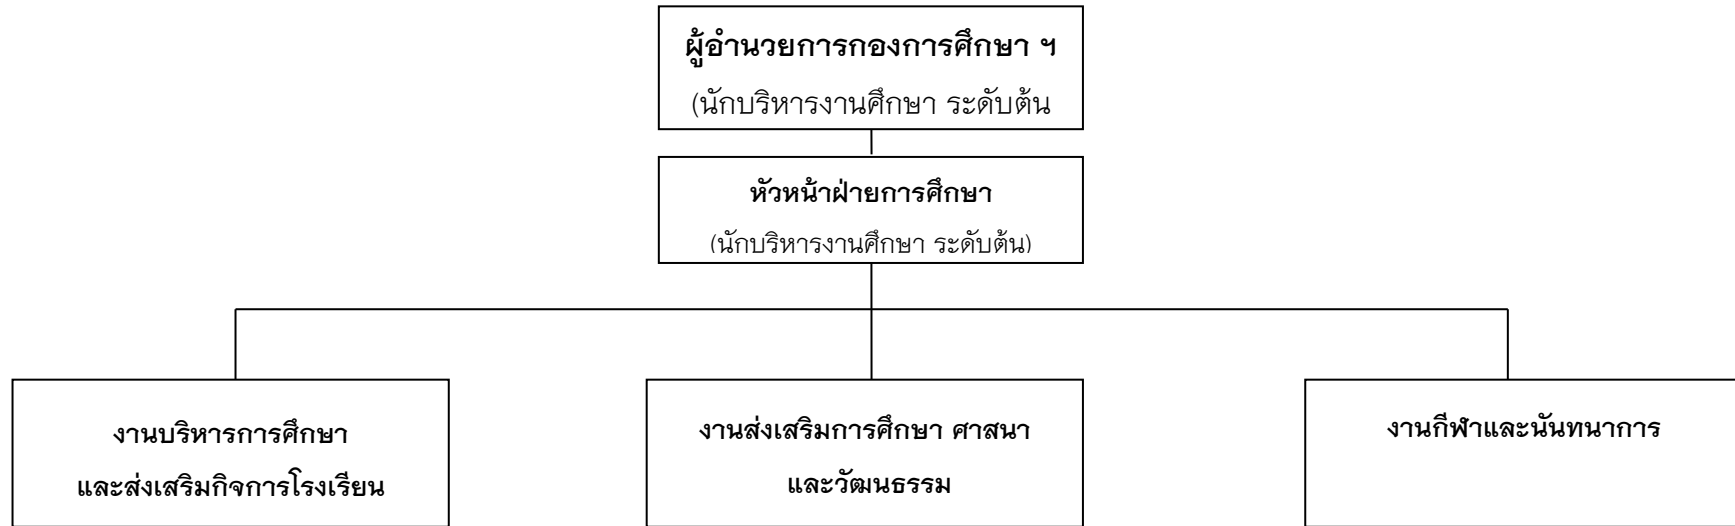 ผู้อำนวยการกองการศึกษา ฯ
(นักบริหารงานศึกษา ระดับต้น
หัวหน้าฝ่ายการศึกษา
(นักบริหารงานศึกษา ระดับต้น)
งานบริหารการศึกษา
และส่งเสริมกิจการโรงเรียน
งานส่งเสริมการศึกษา ศาสนา
และวัฒนธรรม
งานกีฬาและนันทนาการ